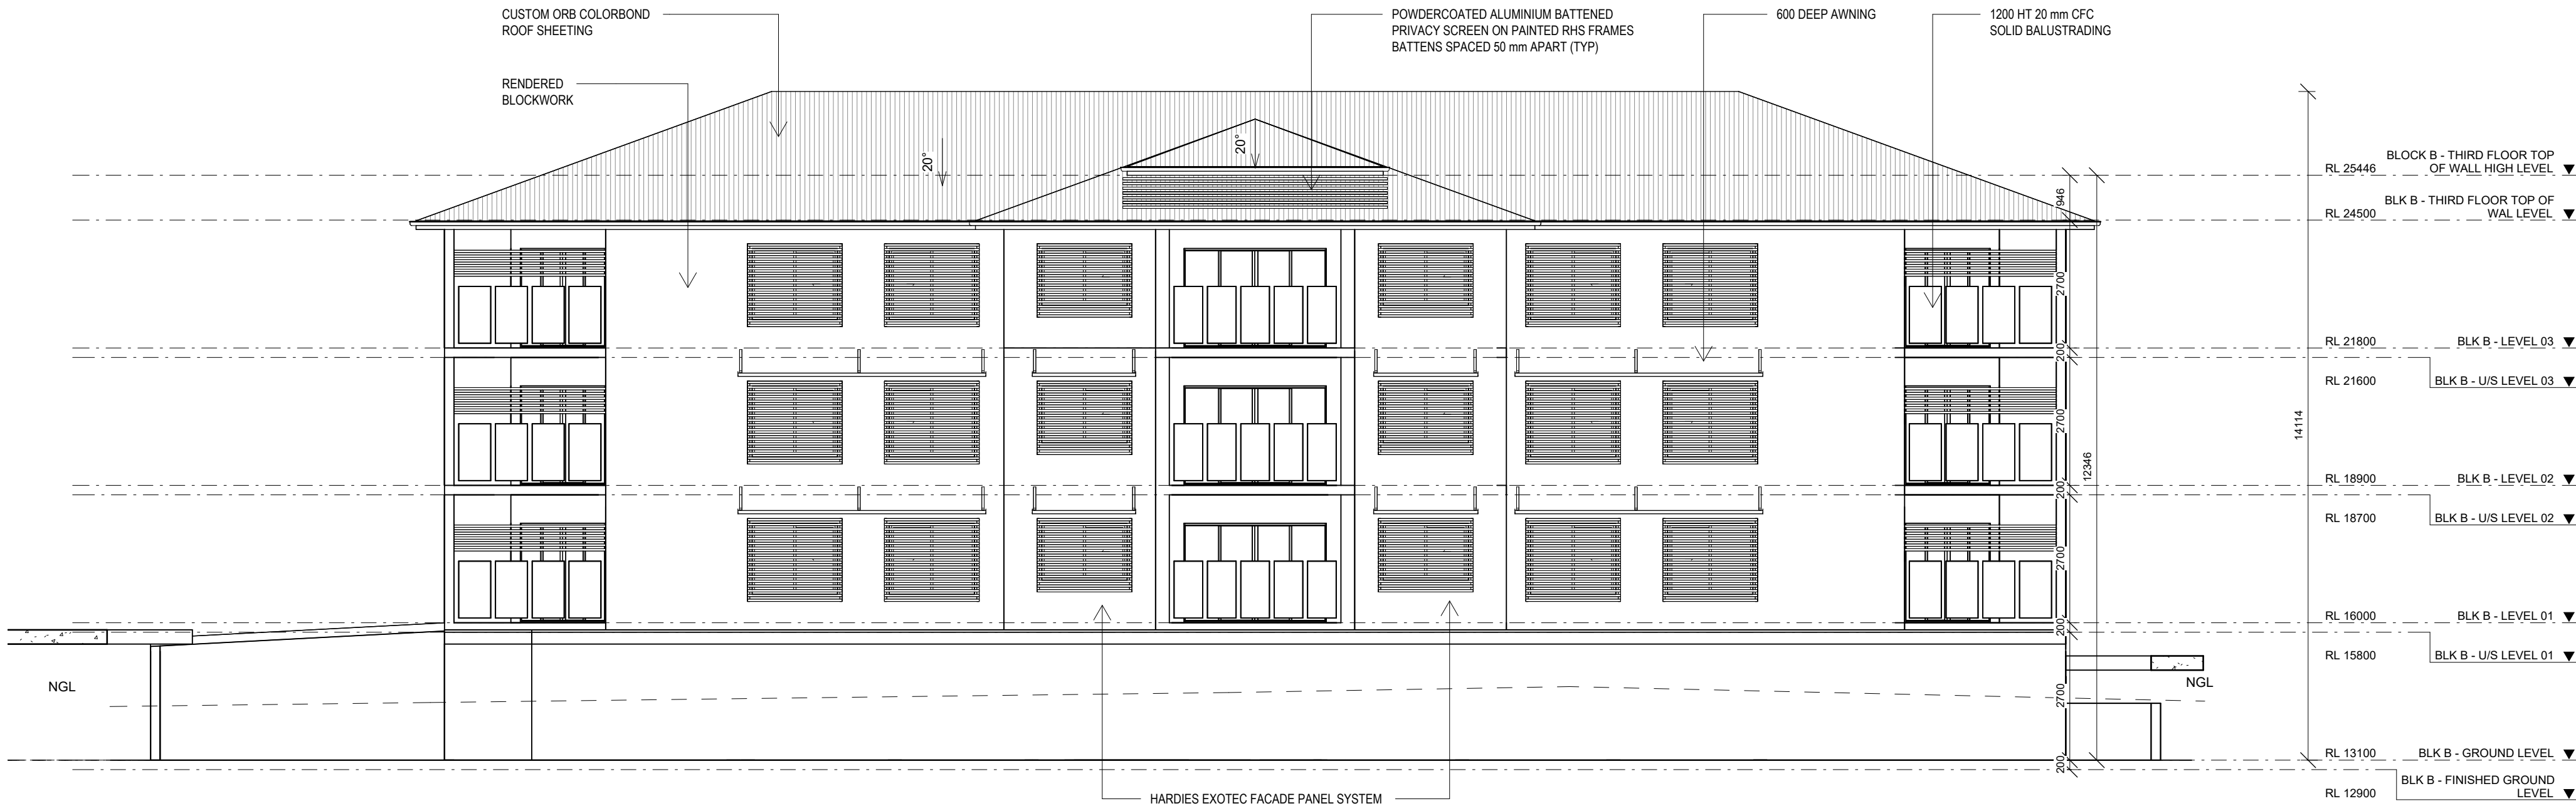 CUSTOM ORB COLORBOND
ROOF SHEETING
POWDERCOATED ALUMINIUM BATTENED
PRIVACY SCREEN ON PAINTED RHS FRAMES
BATTENS SPACED 50 mm APART (TYP)
600 DEEP AWNING
1200 HT 20 mm CFC
SOLID BALUSTRADING
RENDERED
BLOCKWORK
20°
20°
BLOCK B - THIRD FLOOR TOP
RL 25446 OF WALL HIGH LEVEL
946
BLK B - THIRD FLOOR TOP OF
RL 24500 WAL LEVEL
2700
RL 21800 BLK B - LEVEL 03
200
RL 21600 BLK B - U/S LEVEL 03
2700
14114
12346
RL 18900 BLK B - LEVEL 02
200
RL 18700 BLK B - U/S LEVEL 02
2700
RL 16000 BLK B - LEVEL 01
200
RL 15800 BLK B - U/S LEVEL 01
NGL
NGL
2700
RL 13100 BLK B - GROUND LEVEL
200
BLK B - FINISHED GROUND
RL 12900 LEVEL
HARDIES EXOTEC FACADE PANEL SYSTEM